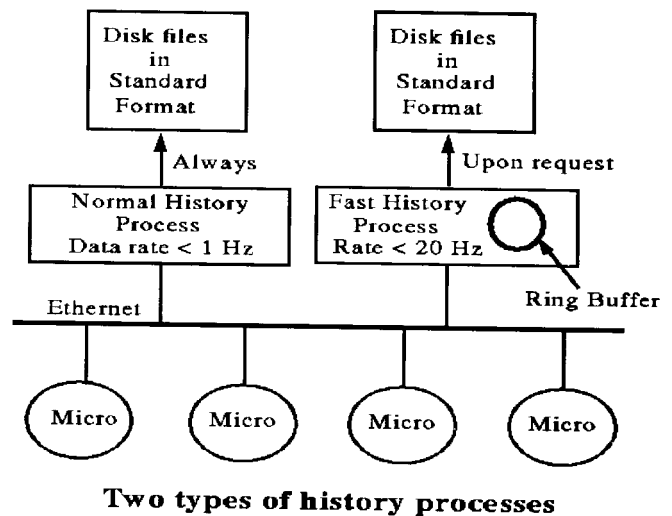 Disk files
in
Standard
Format
Disk files
in
Standard
Format
Always
Upon request
Normal History
Process
Data rate < 1 Hz
Fast History
Process
Rate < 20 Hz
Ring Buffer
Ethernet
Micro
Micro
Micro
Micro
Two types of history processes